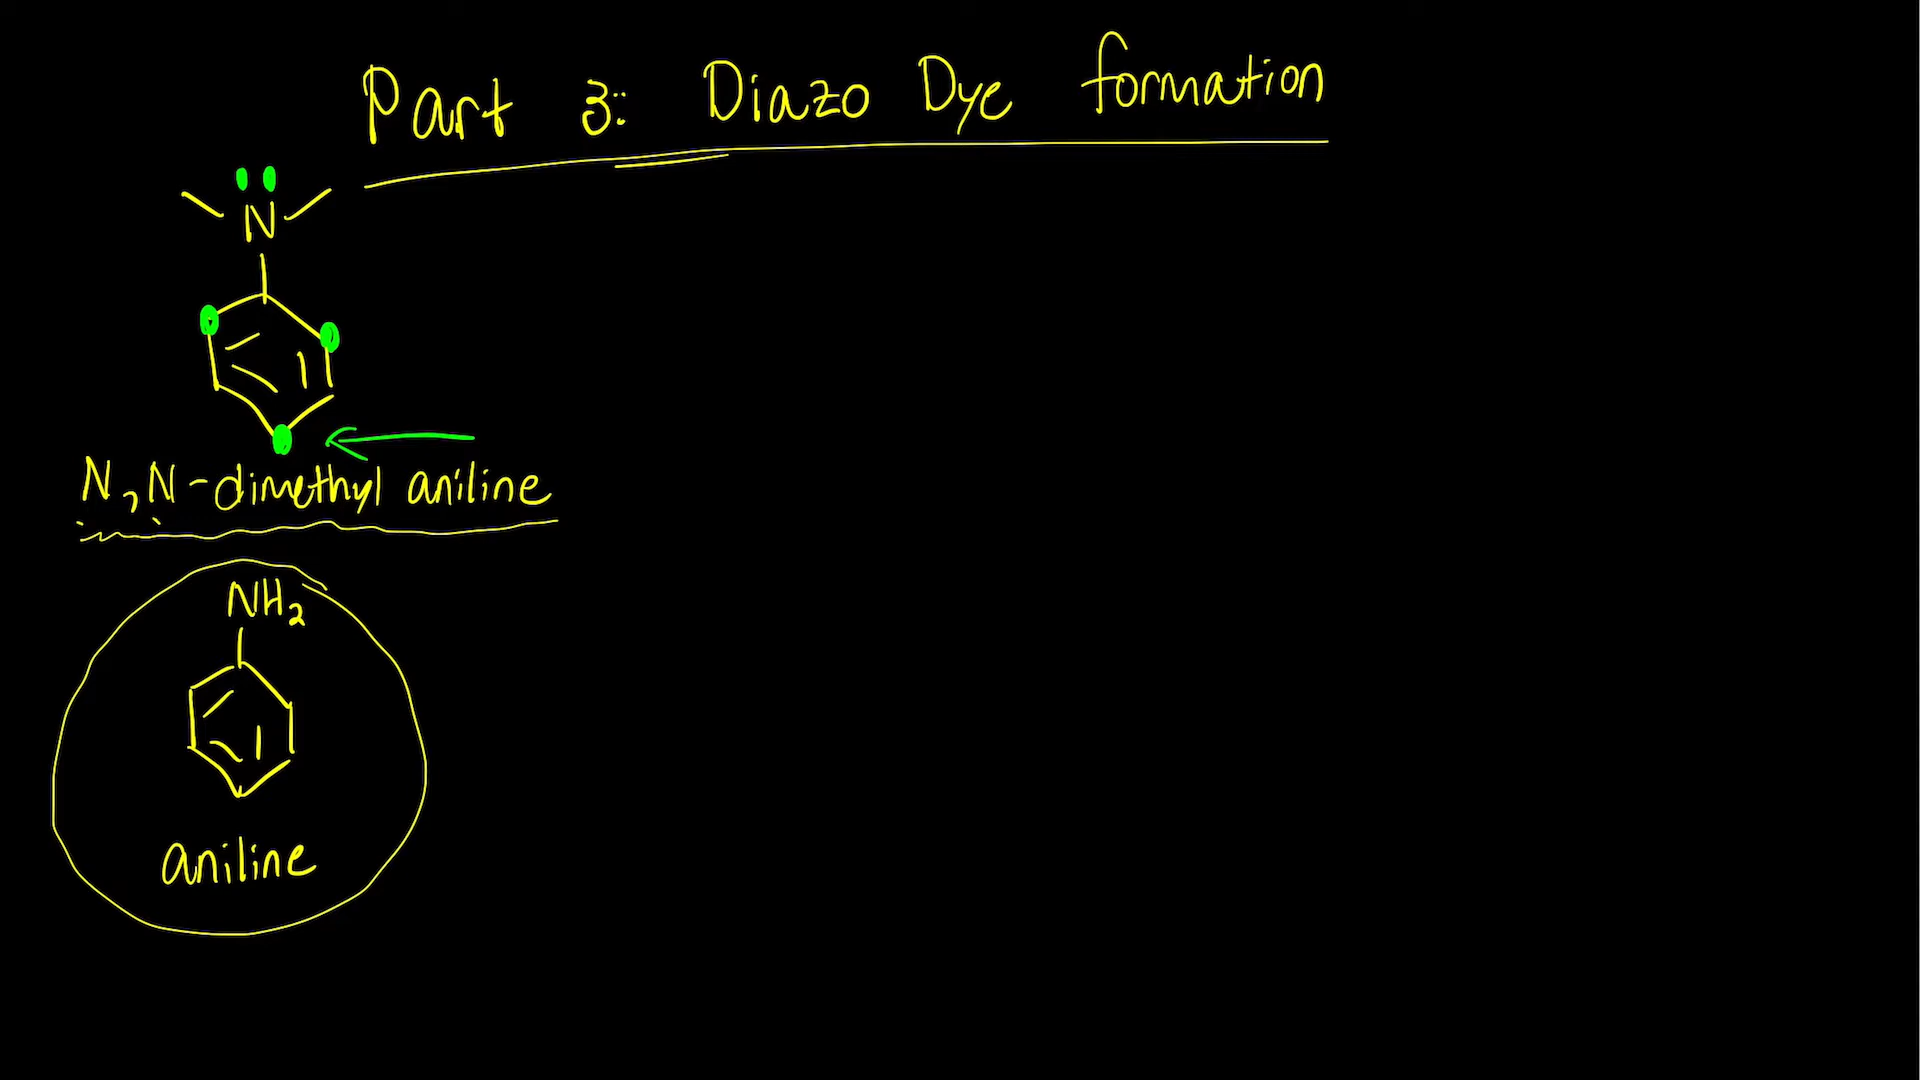 Part 3: Diazo Dye formation
N
N,N-dimethyl aniline
NH₂
aniline